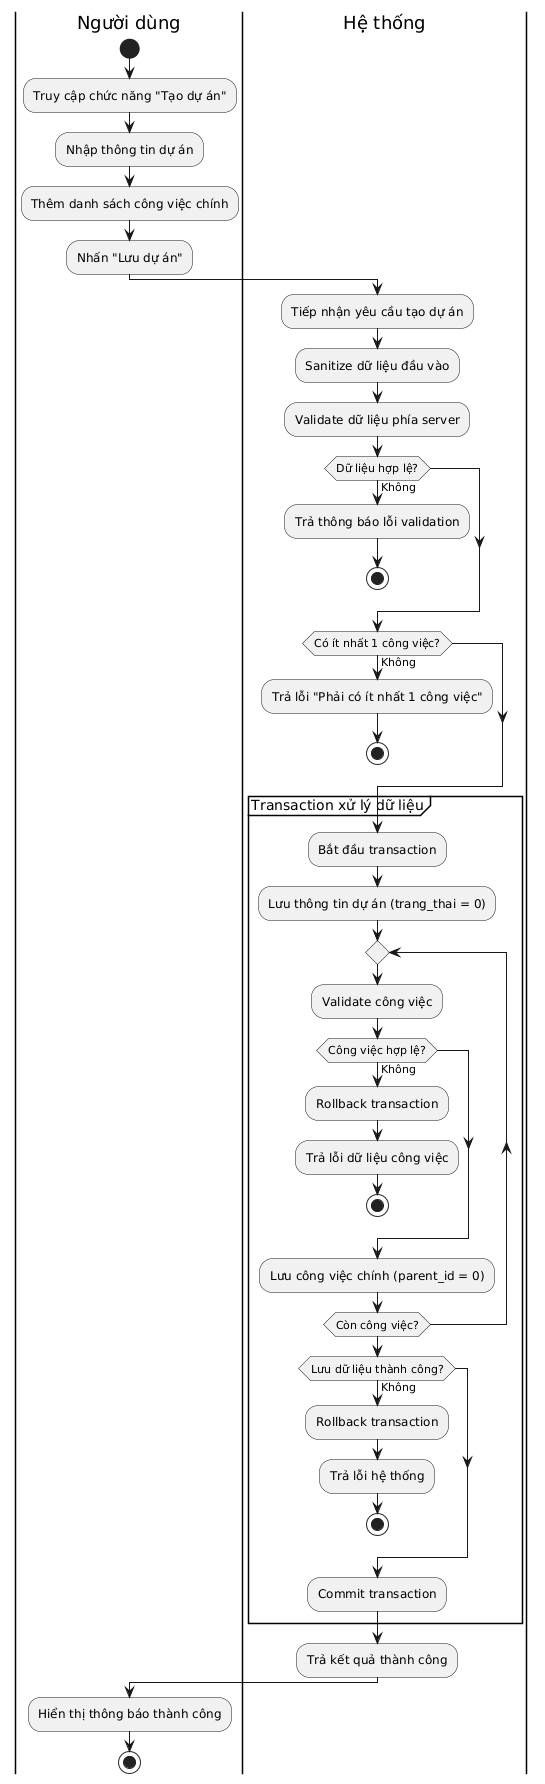 Người dùng
Hệ thống
Truy cập chức năng "Tạo dự án"
Nhập thông tin dự án
Thêm danh sách công việc chính
Nhấn "Lưu dự án"
Tiếp nhận yêu cầu tạo dự án
Sanitize dữ liệu đầu vào
Validate dữ liệu phía server
Dữ liệu hợp lệ?
Không
Trả thông báo lỗi validation
Có ít nhất 1 công việc?
Không
Trả lỗi "Phải có ít nhất 1 công việc"
Transaction xử lý dữ liệu
Bắt đầu transaction
Lưu thông tin dự án (trang_thai = 0)
Validate công việc
Công việc hợp lệ?
Không
Rollback transaction
Trả lỗi dữ liệu công việc
Lưu công việc chính (parent_id = 0)
Còn công việc?
Lưu dữ liệu thành công?
Không
Rollback transaction
Trả lỗi hệ thống
Commit transaction
Trả kết quả thành công
Hiển thị thông báo thành công